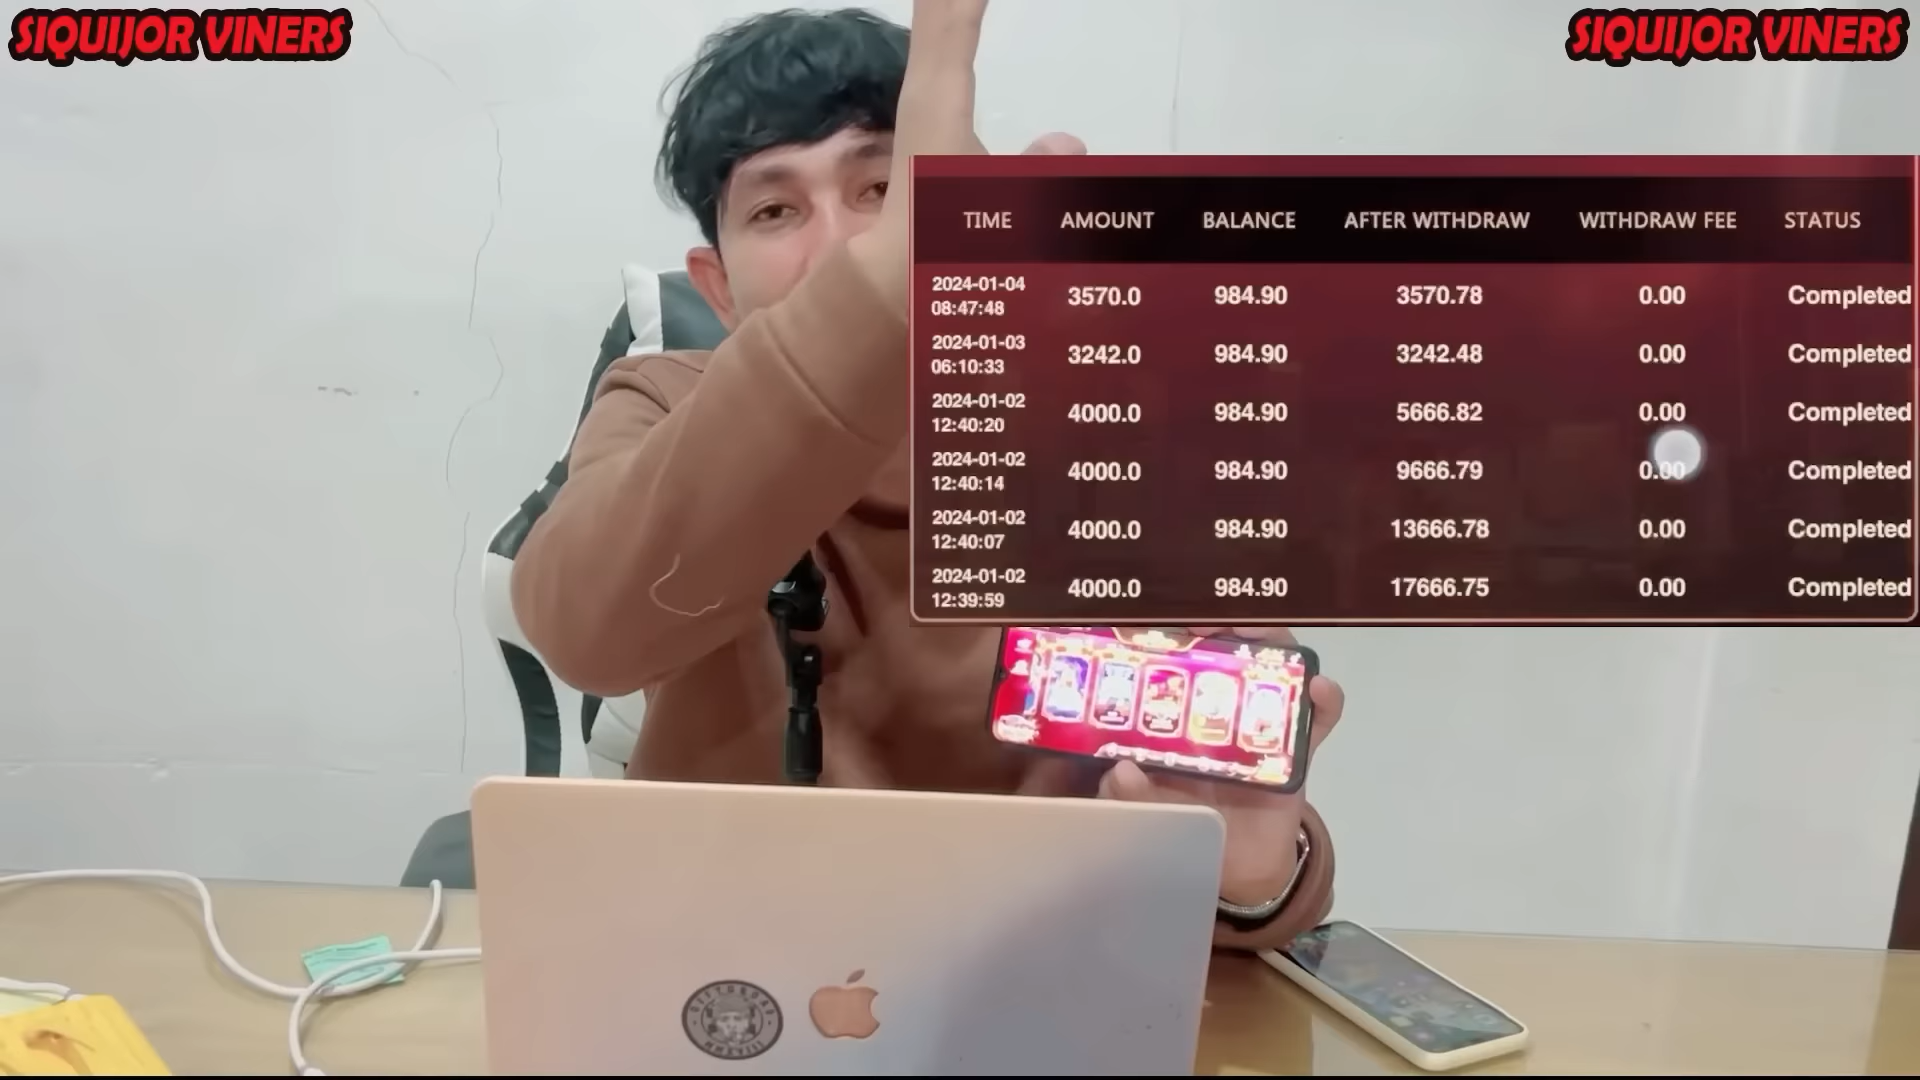 SIQUIJOR VINERS
SIQUIJOR VINERS
TIME AMOUNT BALANCE AFTER WITHDRAW WITHDRAW FEE STATUS
2024-01-04
08:47:48 3570.0 984.90 3570.78 0.00 Completed
2024-01-03
06:10:33 3242.0 984.90 3242.48 0.00 Completed
2024-01-02
12:40:20 4000.0 984.90 5666.82 0.00 Completed
2024-01-02
12:40:14 4000.0 984.90 9666.79 0.00 Completed
2024-01-02
12:40:07 4000.0 984.90 13666.78 0.00 Completed
2024-01-02
12:39:59 4000.0 984.90 17666.75 0.00 Completed